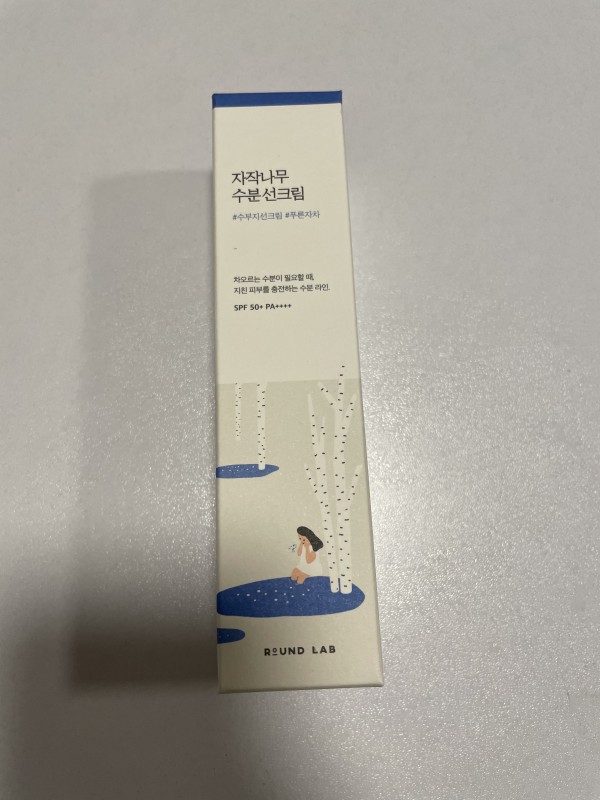 자작나무
수분 선크림
#수부지선크림 #푸른자차
차오르는 수분이 필요할 때,
지친 피부를 충전하는 수분 라인.
SPF 50+ PA++++
ROUND LAB